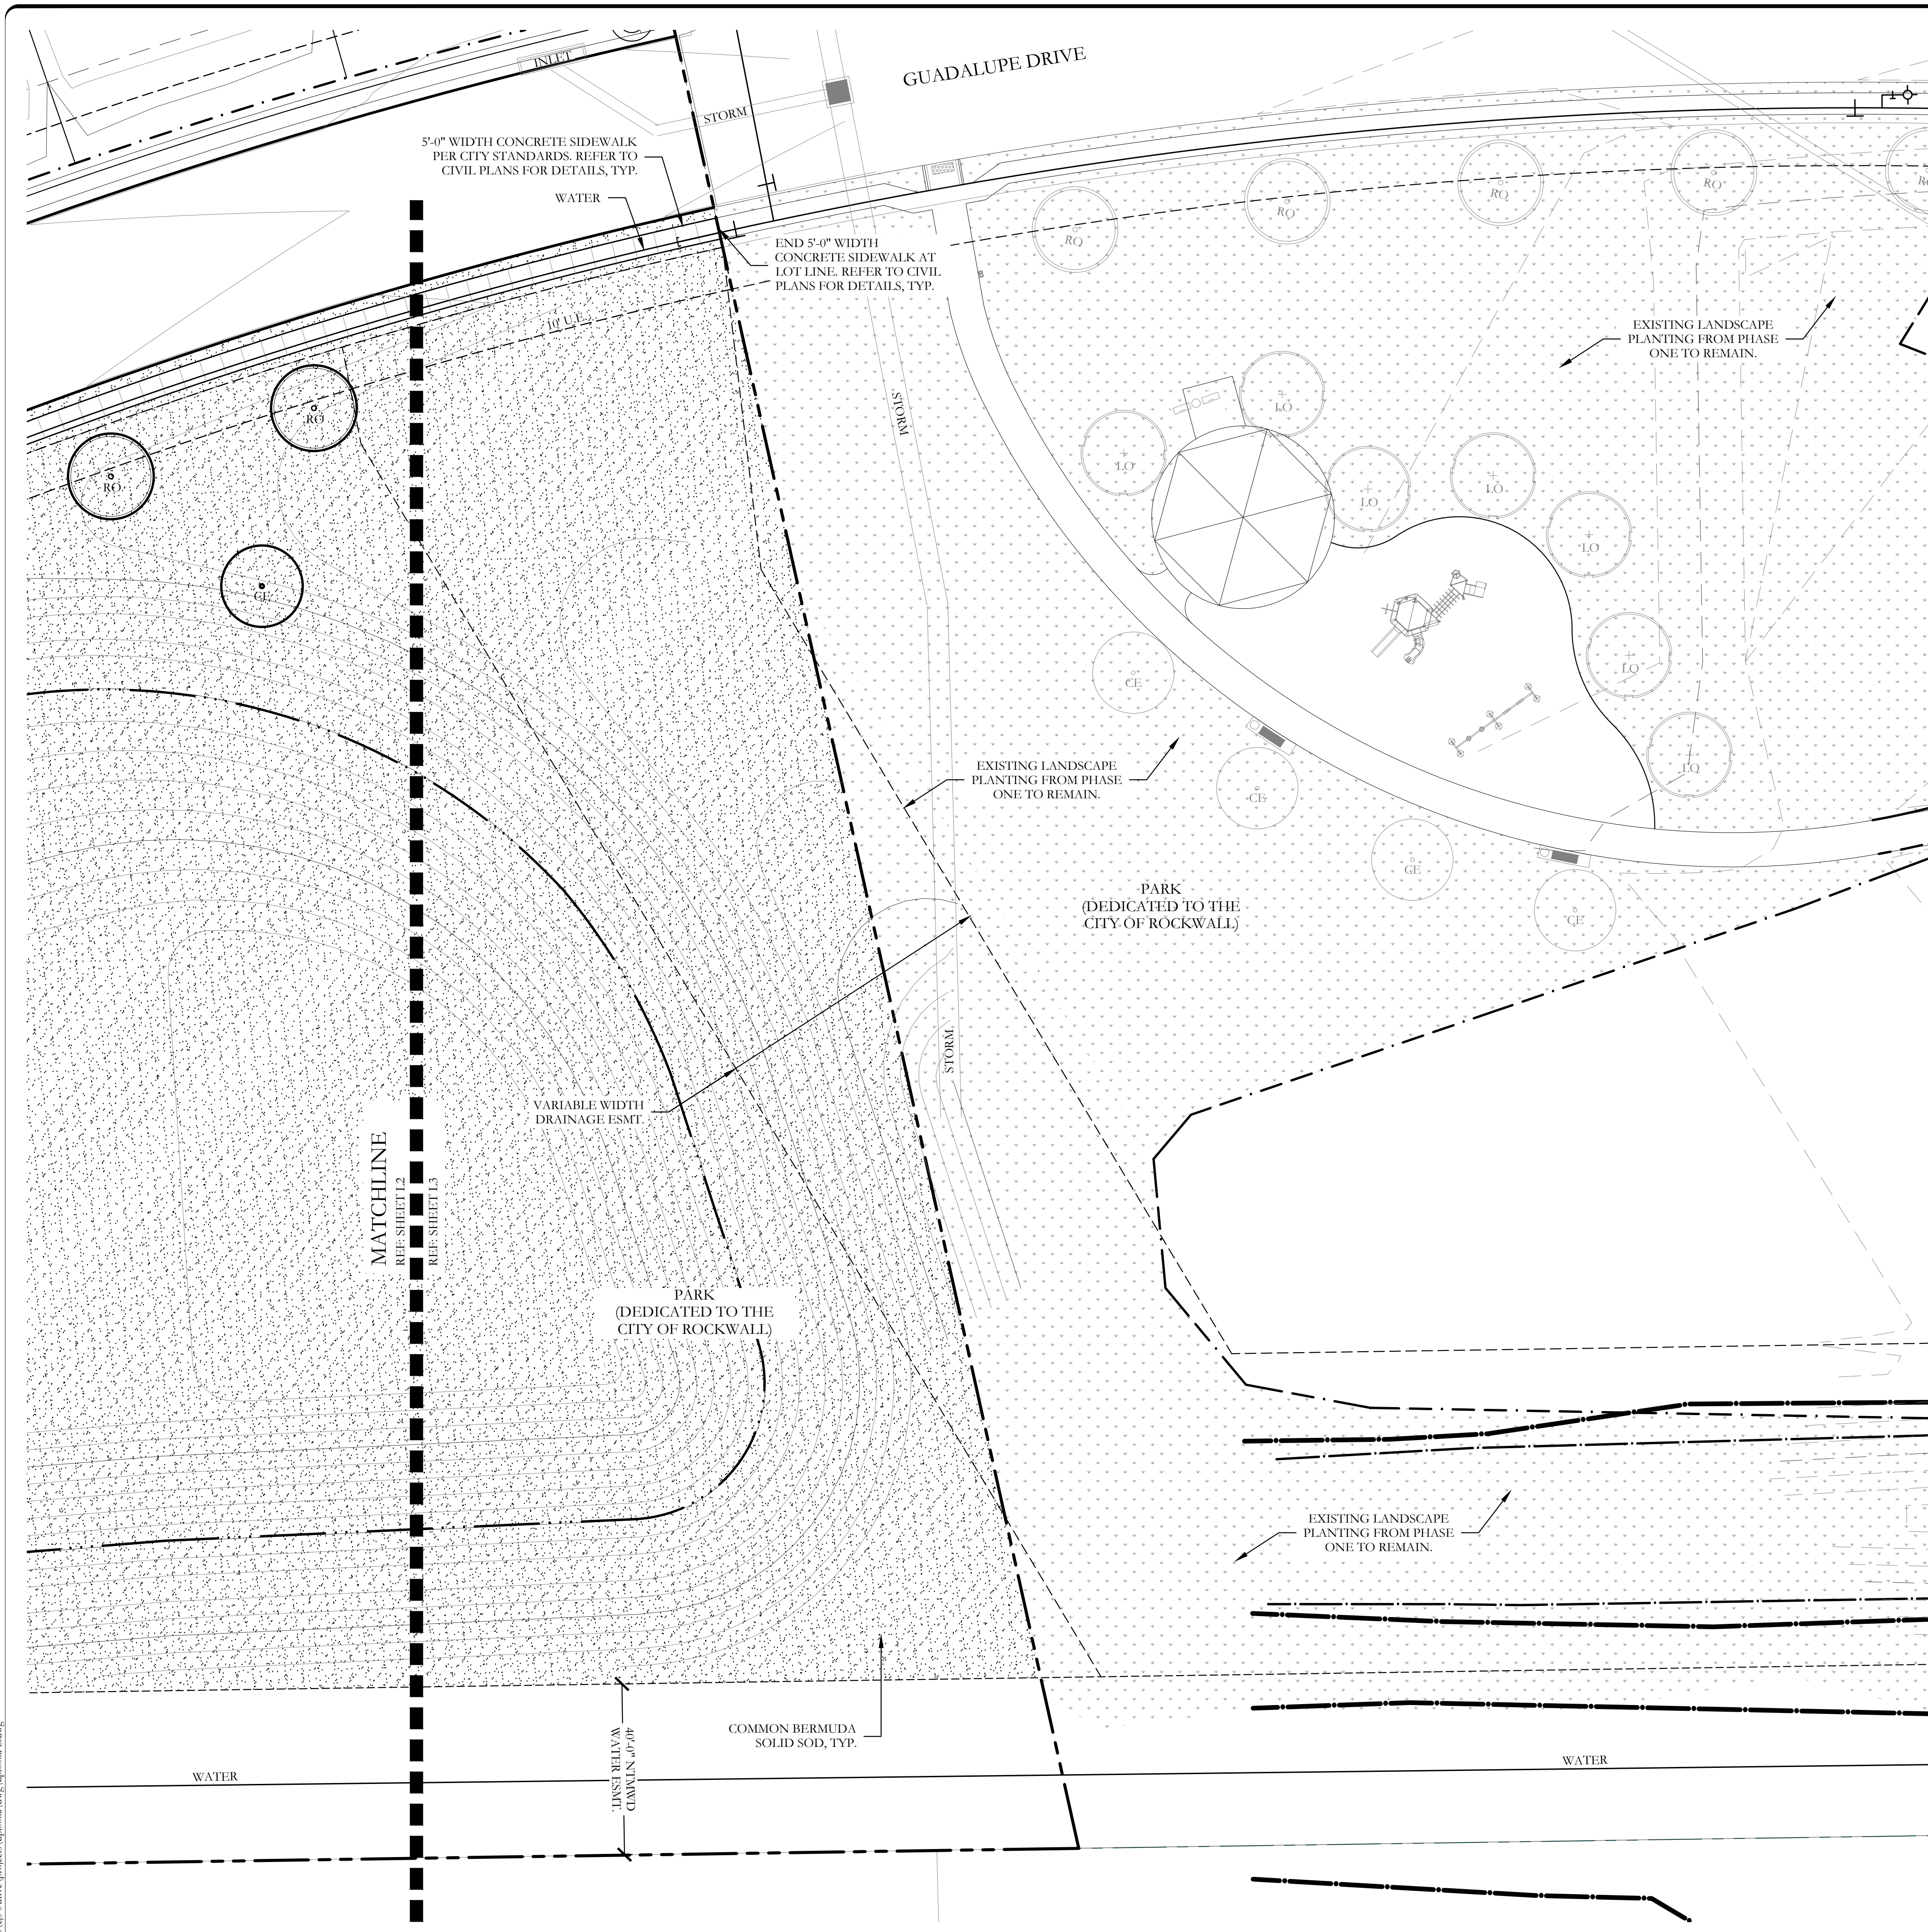 GUADALUPE DRIVE
INLET
STORM
5'-0" WIDTH CONCRETE SIDEWALK
PER CITY STANDARDS. REFER TO
CIVIL PLANS FOR DETAILS, TYP.
WATER
END 5'-0" WIDTH
CONCRETE SIDEWALK AT
LOT LINE. REFER TO CIVIL
PLANS FOR DETAILS, TYP.
10' U.E.
RO
RO
RO
RO
RO
RO
RO
CE
EXISTING LANDSCAPE
PLANTING FROM PHASE
ONE TO REMAIN.
STORM
LO
LO
LO
LO
LO
LO
LO
CE
CE
CE
CE
EXISTING LANDSCAPE
PLANTING FROM PHASE
ONE TO REMAIN.
PARK
(DEDICATED TO THE
CITY OF ROCKWALL)
STORM
VARIABLE WIDTH
DRAINAGE ESMT.
MATCHLINE
REF. SHEET L2
REF. SHEET L3
PARK
(DEDICATED TO THE
CITY OF ROCKWALL)
EXISTING LANDSCAPE
PLANTING FROM PHASE
ONE TO REMAIN.
COMMON BERMUDA
SOLID SOD, TYP.
40'-0" NTMWD
WATER ESMT.
WATER
WATER